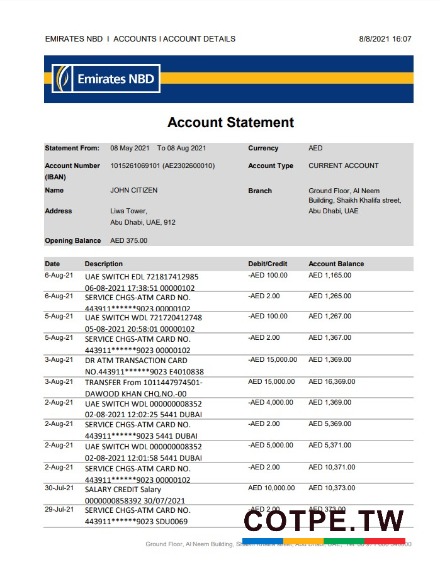 EMIRATES NBD I ACCOUNTS I ACCOUNT DETAILS 8/8/2021 16:07
Emirates NBD
Account Statement
Statement From: 08 May 2021 To 08 Aug 2021 Currency AED
Account Number (IBAN) 1015261069101 (AE2302600010) Account Type CURRENT ACCOUNT
Name JOHN CITIZEN Branch Ground Floor, Al Neem
Building, Shaikh Khalifa street,
Address Liwa Tower, Abu Dhabi, UAE
Abu Dhabi, UAE, 912
Opening Balance AED 375.00
Date Description Debit/Credit Account Balance
6-Aug-21 UAE SWITCH EDL 721817412985 -AED 100.00 AED 1,165.00
06-08-2021 17:38:51 00000102
6-Aug-21 SERVICE CHGS-ATM CARD NO. -AED 2.00 AED 1,265.00
443911******9023 00000102
5-Aug-21 UAE SWITCH WDL 721720412748 -AED 100.00 AED 1,267.00
05-08-2021 20:58:01 00000102
5-Aug-21 SERVICE CHGS-ATM CARD NO. -AED 2.00 AED 1,367.00
443911******9023 00000102
3-Aug-21 DR ATM TRANSACTION CARD -AED 15,000.00 AED 1,369.00
NO.443911******9023 E4010838
3-Aug-21 TRANSFER From 1011447974501- AED 15,000.00 AED 16,369.00
DAWOOD KHAN CHQ.NO.-00
2-Aug-21 UAE SWITCH WDL 000000008352 -AED 4,000.00 AED 1,369.00
02-08-2021 12:02:25 5441 DUBAI
2-Aug-21 SERVICE CHGS-ATM CARD NO. -AED 2.00 AED 5,369.00
443911******9023 5441 DUBAI
2-Aug-21 UAE SWITCH WDL 000000008352 -AED 5,000.00 AED 5,371.00
02-08-2021 12:01:58 5441 DUBAI
2-Aug-21 SERVICE CHGS-ATM CARD NO. -AED 2.00 AED 10,371.00
443911******9023 00000102
30-Jul-21 SALARY CREDIT Salary AED 10,000.00 AED 10,373.00
0000000858392 30/07/2021
29-Jul-21 SERVICE CHGS-ATM CARD NO. -AED 2.00 AED 373.00
443911******9023 SDU0069
COTPE.TW
Ground Floor, Al Neem Building,